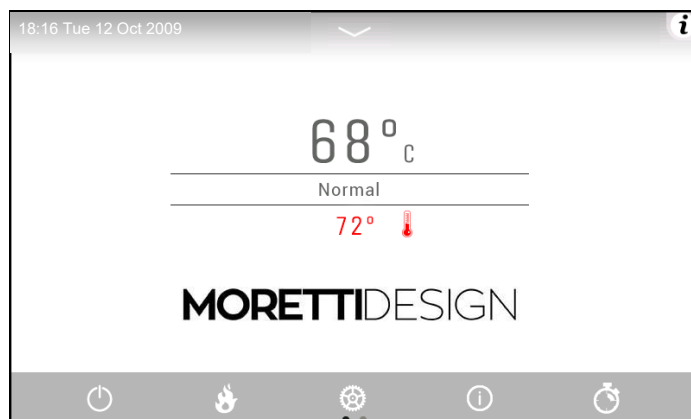 18:16 Tue 12 Oct 2009
i
68°C
Normal
72°
MORETTIDESIGN
i